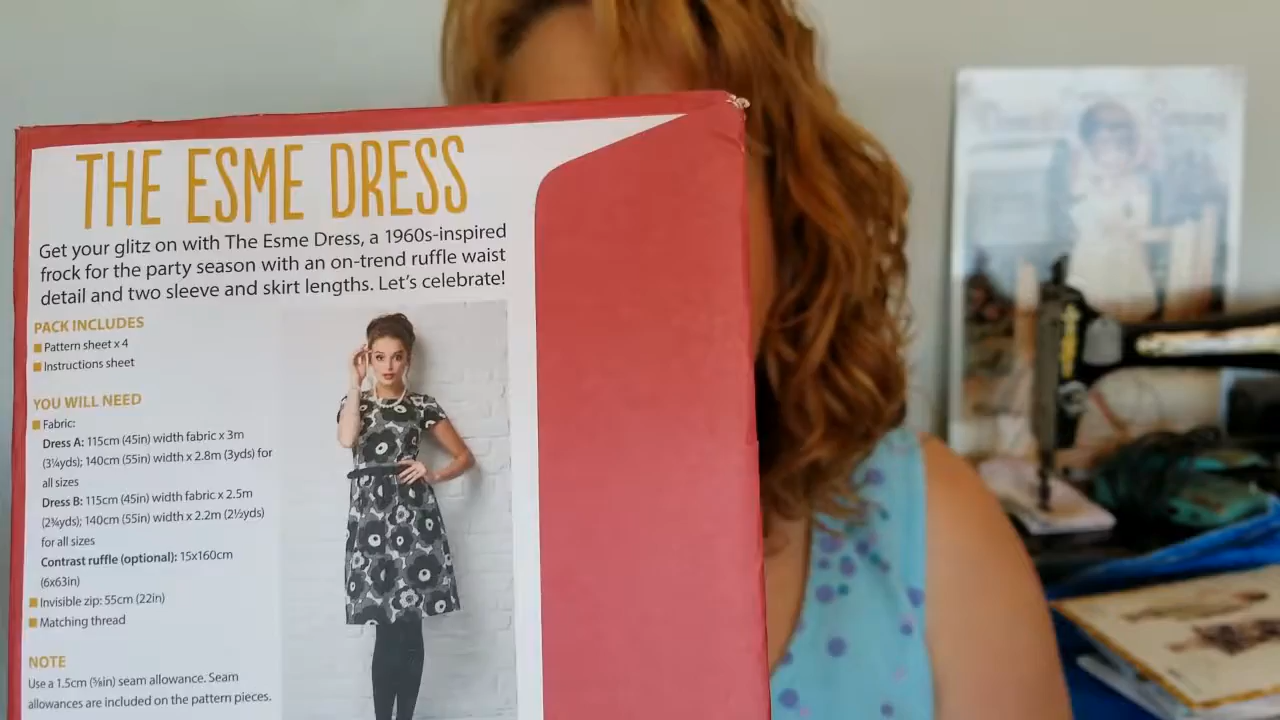 THE ESME DRESS
Get your glitz on with The Esme Dress, a 1960s-inspired
frock for the party season with an on-trend ruffle waist
detail and two sleeve and skirt lengths. Let's celebrate!
PACK INCLUDES
Pattern sheet x 4
Instructions sheet
YOU WILL NEED
Fabric:
Dress A: 115cm (45in) width fabric x 3m
(3¼yds); 140cm (55in) width x 2.8m (3yds) for
all sizes
Dress B: 115cm (45in) width fabric x 2.5m
(2¾yds); 140cm (55in) width x 2.2m (2½yds)
for all sizes
Contrast ruffle (optional): 15x160cm
(6x63in)
Invisible zip: 55cm (22in)
Matching thread
NOTE
Use a 1.5cm (⅝in) seam allowance. Seam
allowances are included on the pattern pieces.